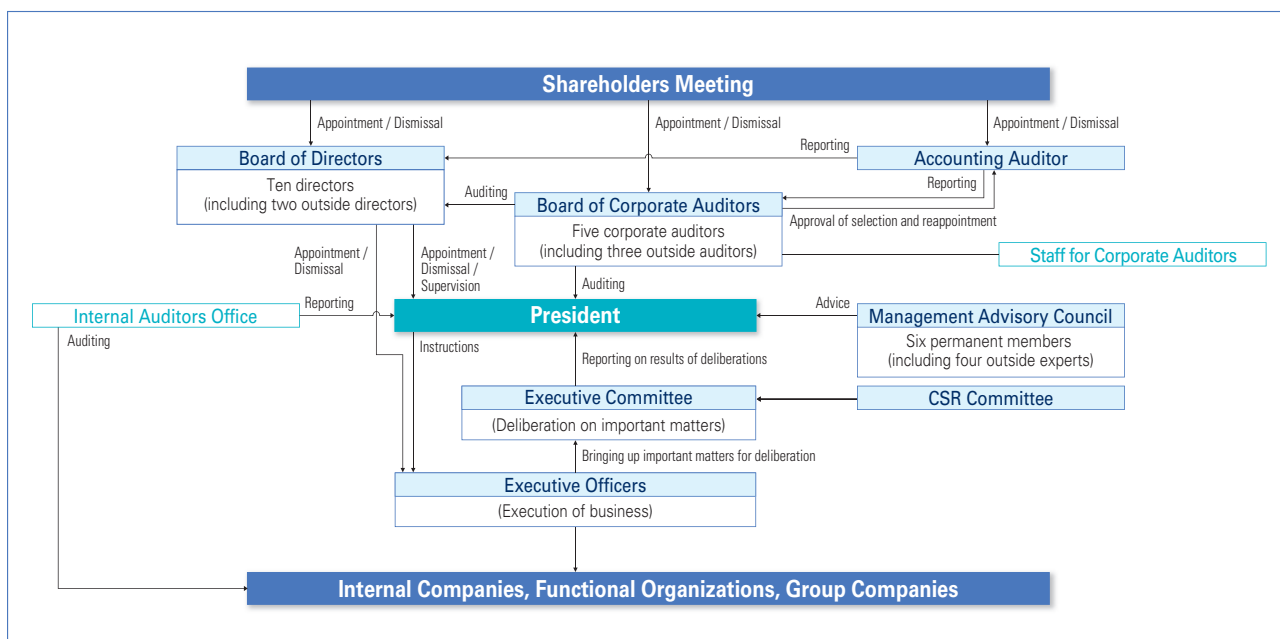 Shareholders Meeting
Appointment / Dismissal
Appointment / Dismissal
Appointment / Dismissal
Board of Directors
Ten directors
(including two outside directors)
Reporting
Accounting Auditor
Reporting
Auditing
Board of Corporate Auditors
Five corporate auditors
(including three outside auditors)
Approval of selection and reappointment
Staff for Corporate Auditors
Appointment /
Dismissal
Appointment /
Dismissal /
Supervision
Auditing
Internal Auditors Office
Reporting
Auditing
President
Advice
Management Advisory Council
Six permanent members
(including four outside experts)
Instructions
Reporting on results of deliberations
Executive Committee
(Deliberation on important matters)
CSR Committee
Bringing up important matters for deliberation
Executive Officers
(Execution of business)
Internal Companies, Functional Organizations, Group Companies